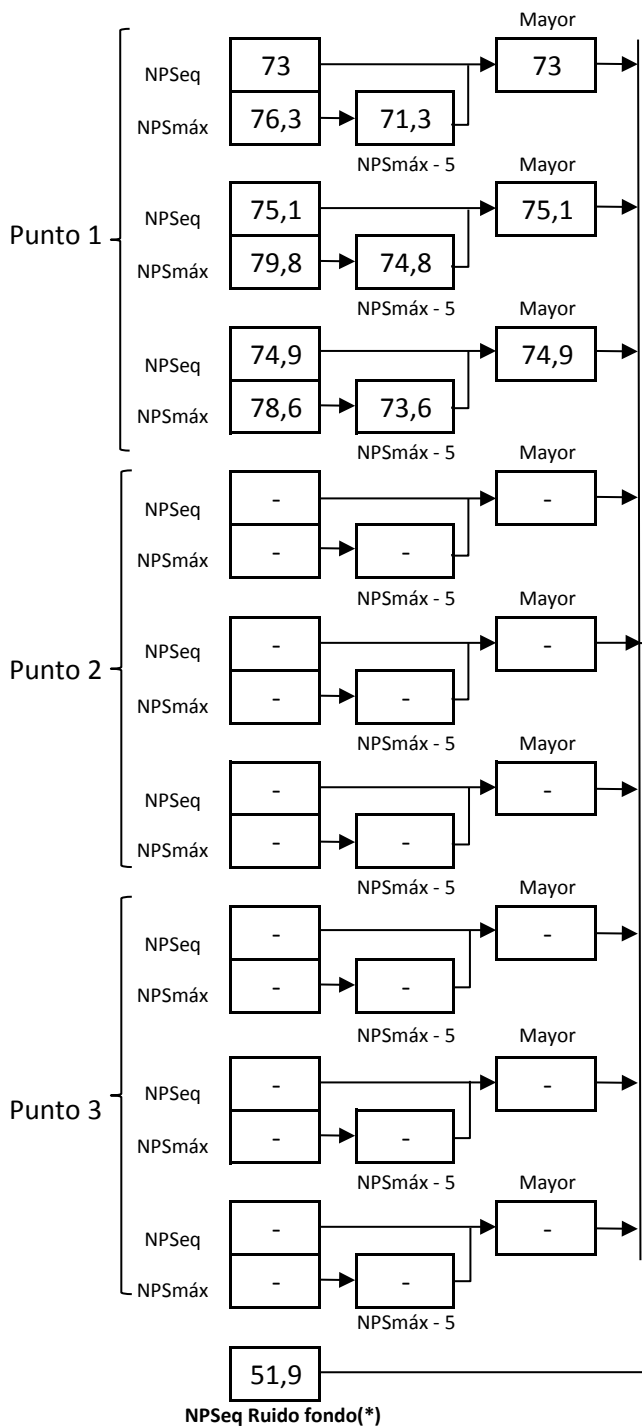 Mayor
NPSeq 73 73
NPSmáx 76,3 71,3
NPSmáx - 5
Mayor
NPSeq 75,1 75,1
Punto 1
NPSmáx 79,8 74,8
NPSmáx - 5
Mayor
NPSeq 74,9 74,9
NPSmáx 78,6 73,6
NPSmáx - 5
Mayor
NPSeq - -
NPSmáx - -
NPSmáx - 5
Mayor
NPSeq - -
Punto 2
NPSmáx - -
NPSmáx - 5
Mayor
NPSeq - -
NPSmáx - -
NPSmáx - 5
Mayor
NPSeq - -
NPSmáx - -
NPSmáx - 5
Mayor
NPSeq - -
Punto 3
NPSmáx - -
NPSmáx - 5
Mayor
NPSeq - -
NPSmáx - -
NPSmáx - 5
51,9
NPSeq Ruido fondo(*)